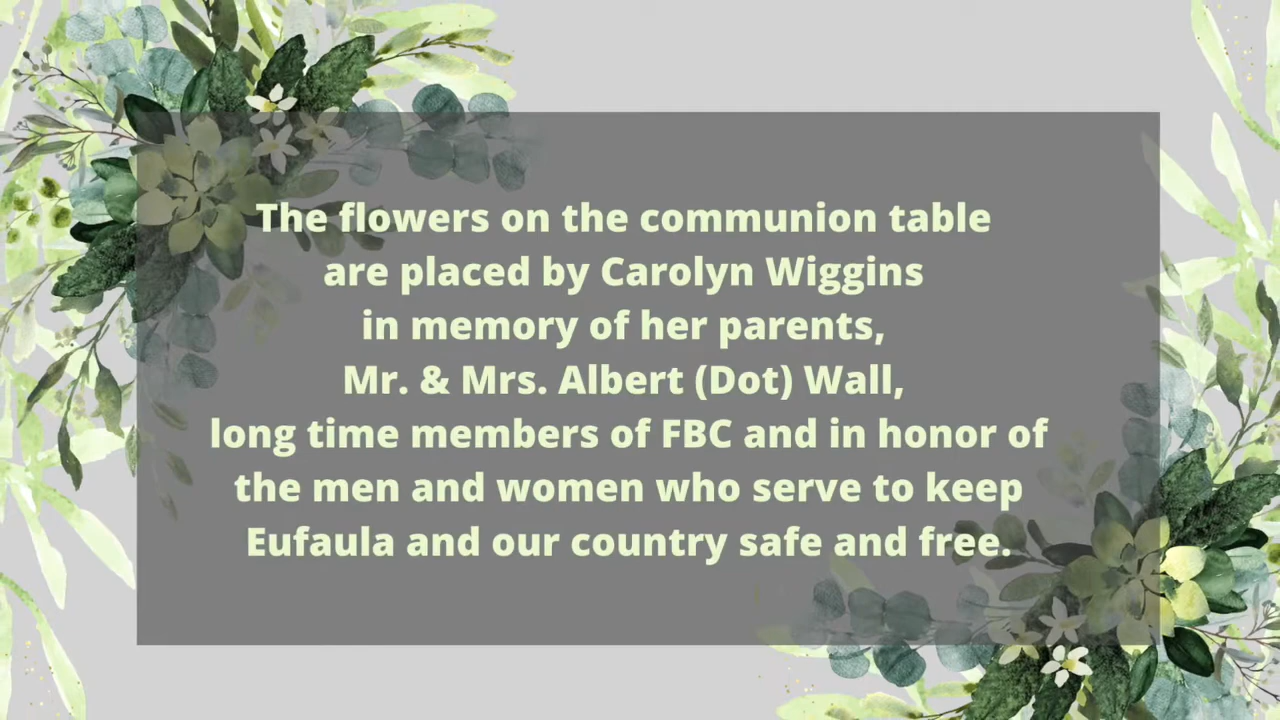 The flowers on the communion table
are placed by Carolyn Wiggins
in memory of her parents,
Mr. & Mrs. Albert (Dot) Wall,
long time members of FBC and in honor of
the men and women who serve to keep
Eufaula and our country safe and free.